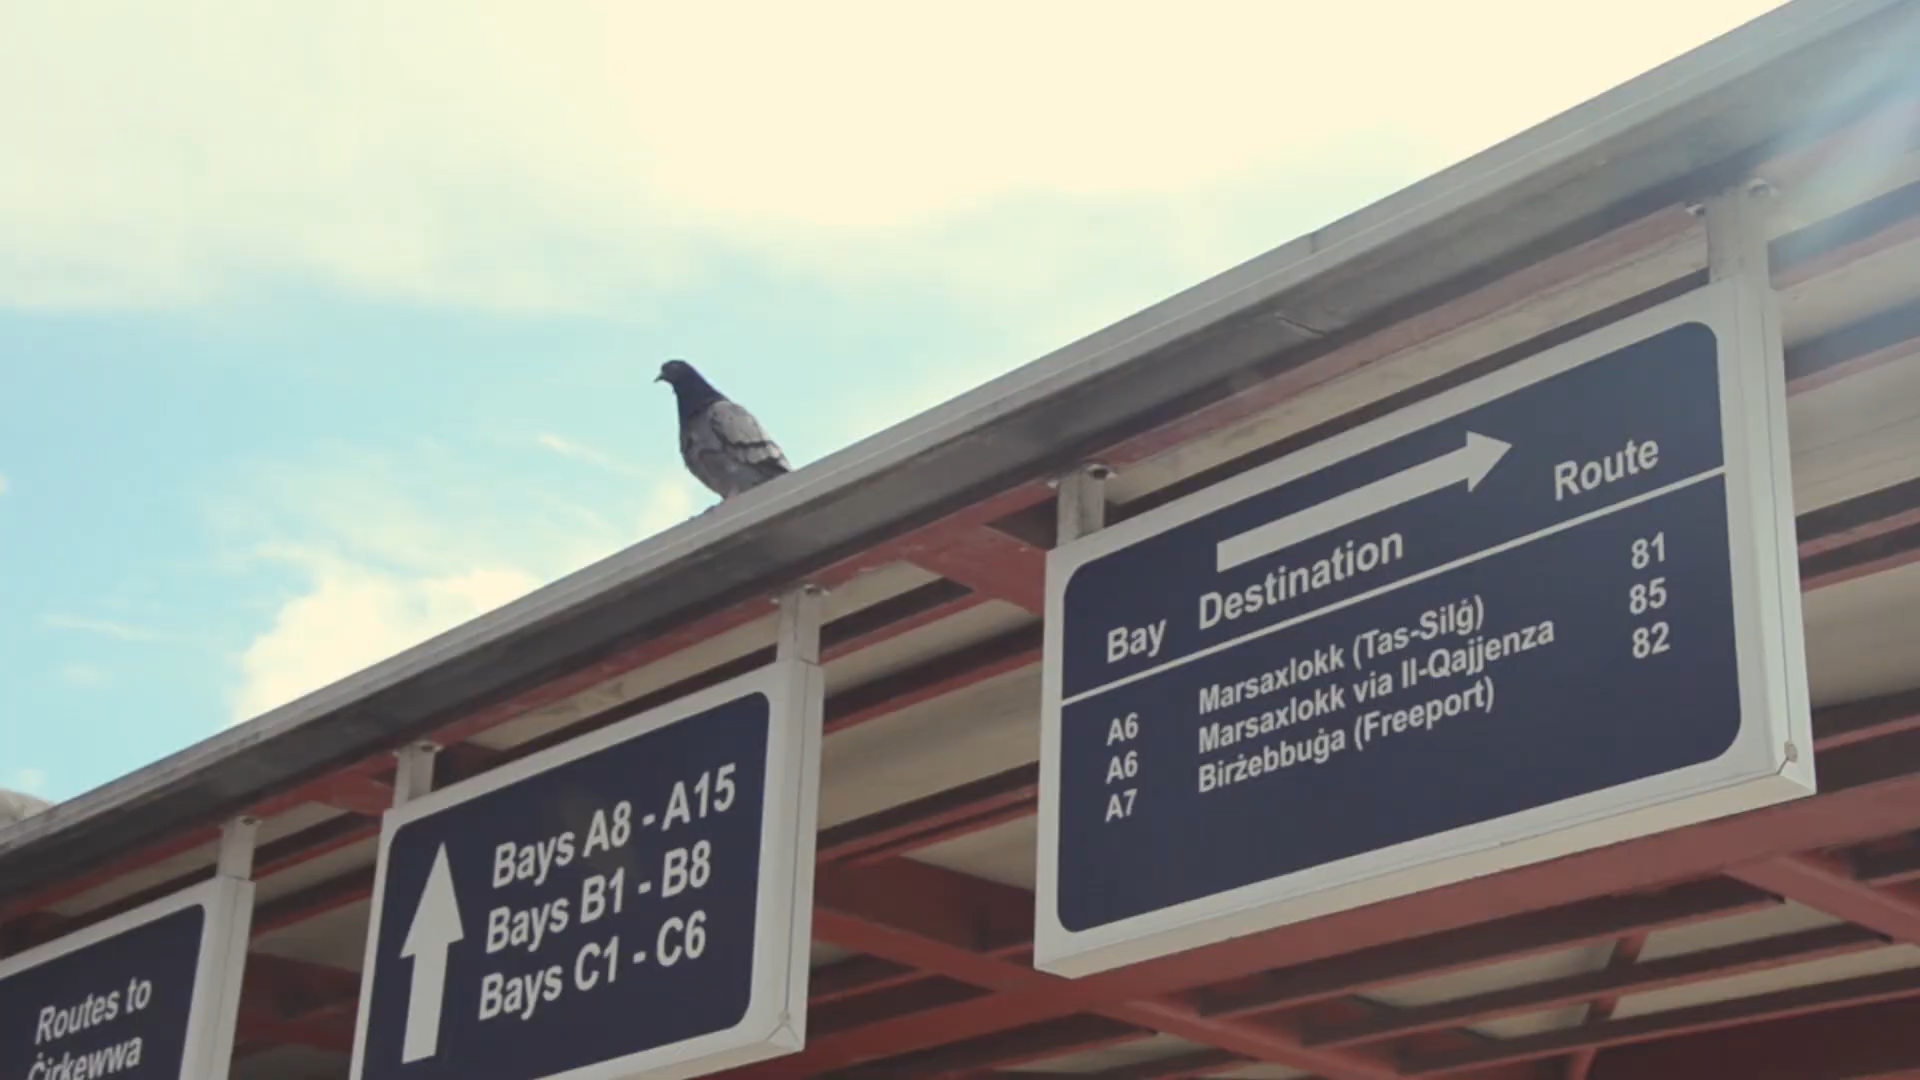 Routes to
Ċirkewwa
Bays A8 - A15
Bays B1 - B8
Bays C1 - C6
Bay Destination Route
A6 Marsaxlokk (Tas-Silġ) 81
A6 Marsaxlokk via Il-Qajjenza 85
A7 Birżebbuġa (Freeport) 82